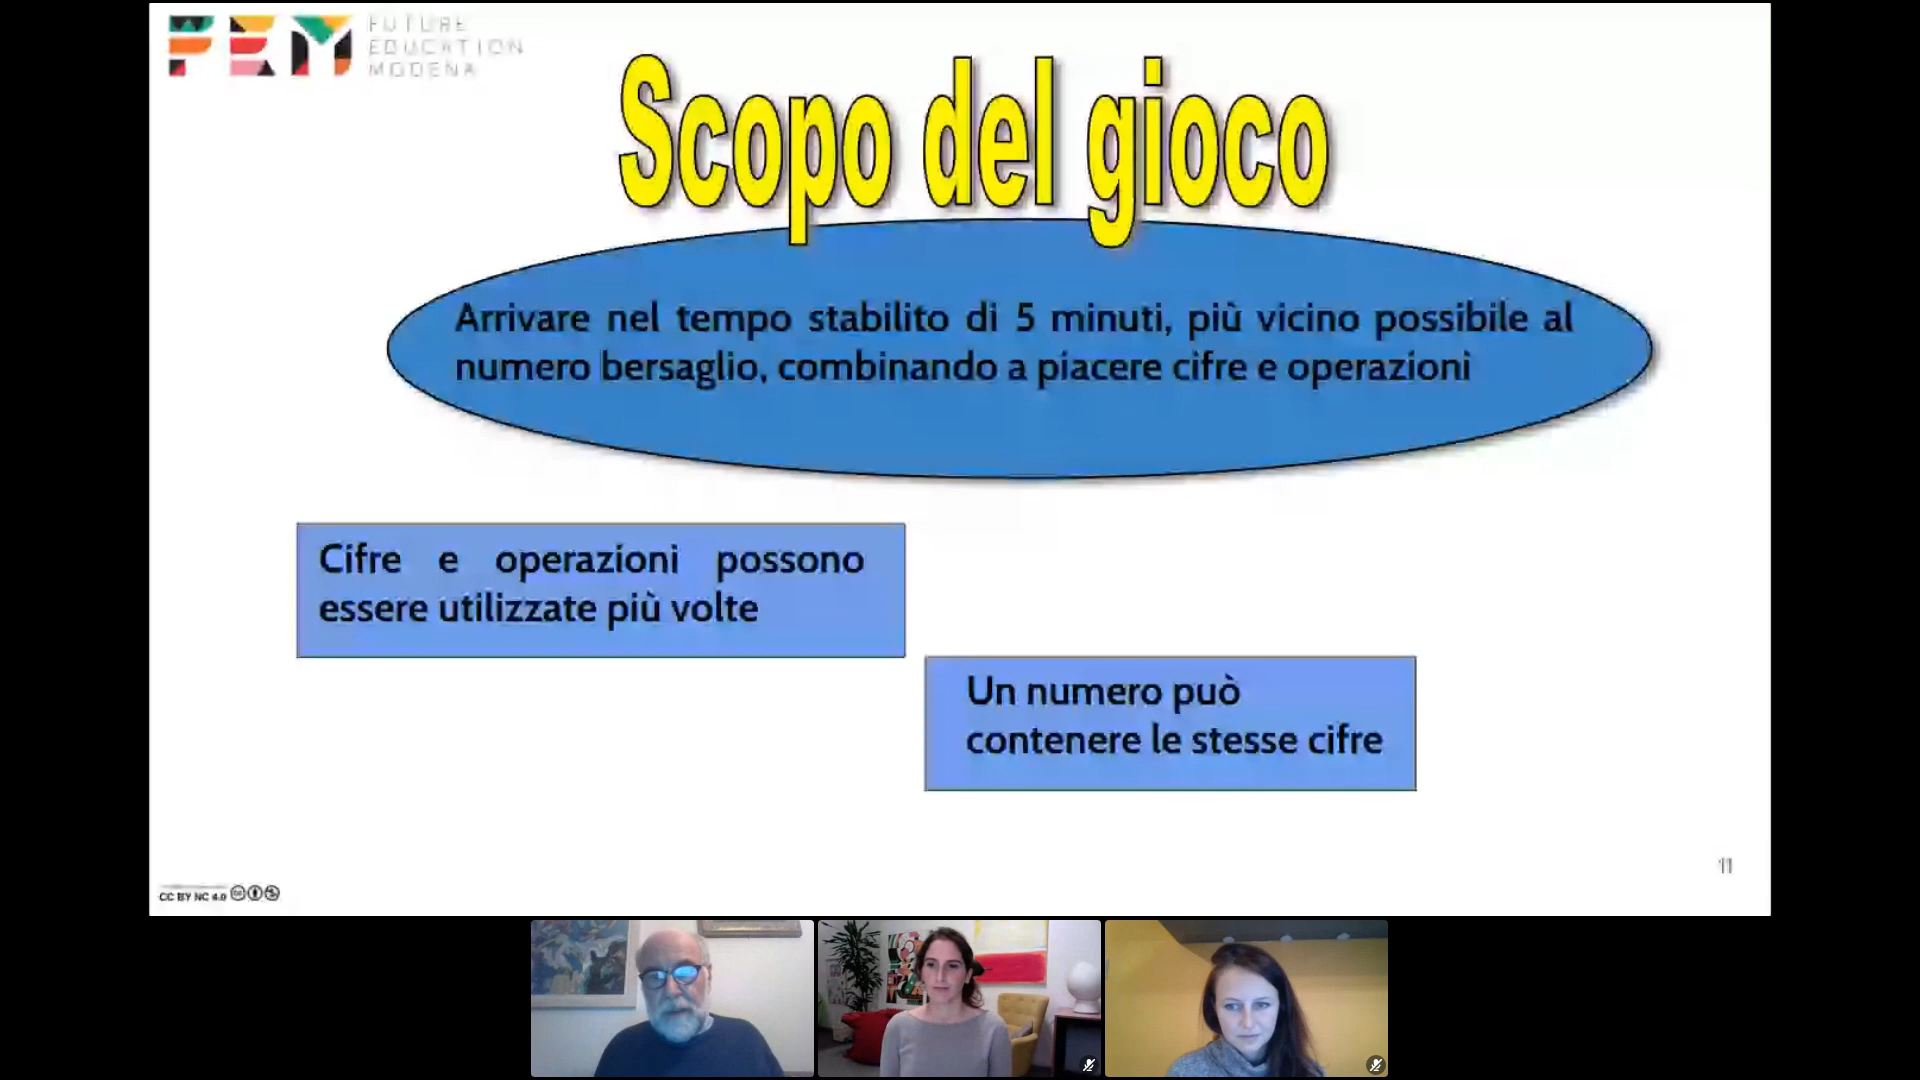 FEM
FUTURE
EDUCATION
MODENA
Scopo del gioco
Arrivare nel tempo stabilito di 5 minuti, più vicino possibile al
numero bersaglio, combinando a piacere cifre e operazioni
Cifre e operazioni possono
essere utilizzate più volte
Un numero può
contenere le stesse cifre
11
CC BY NC 4.0